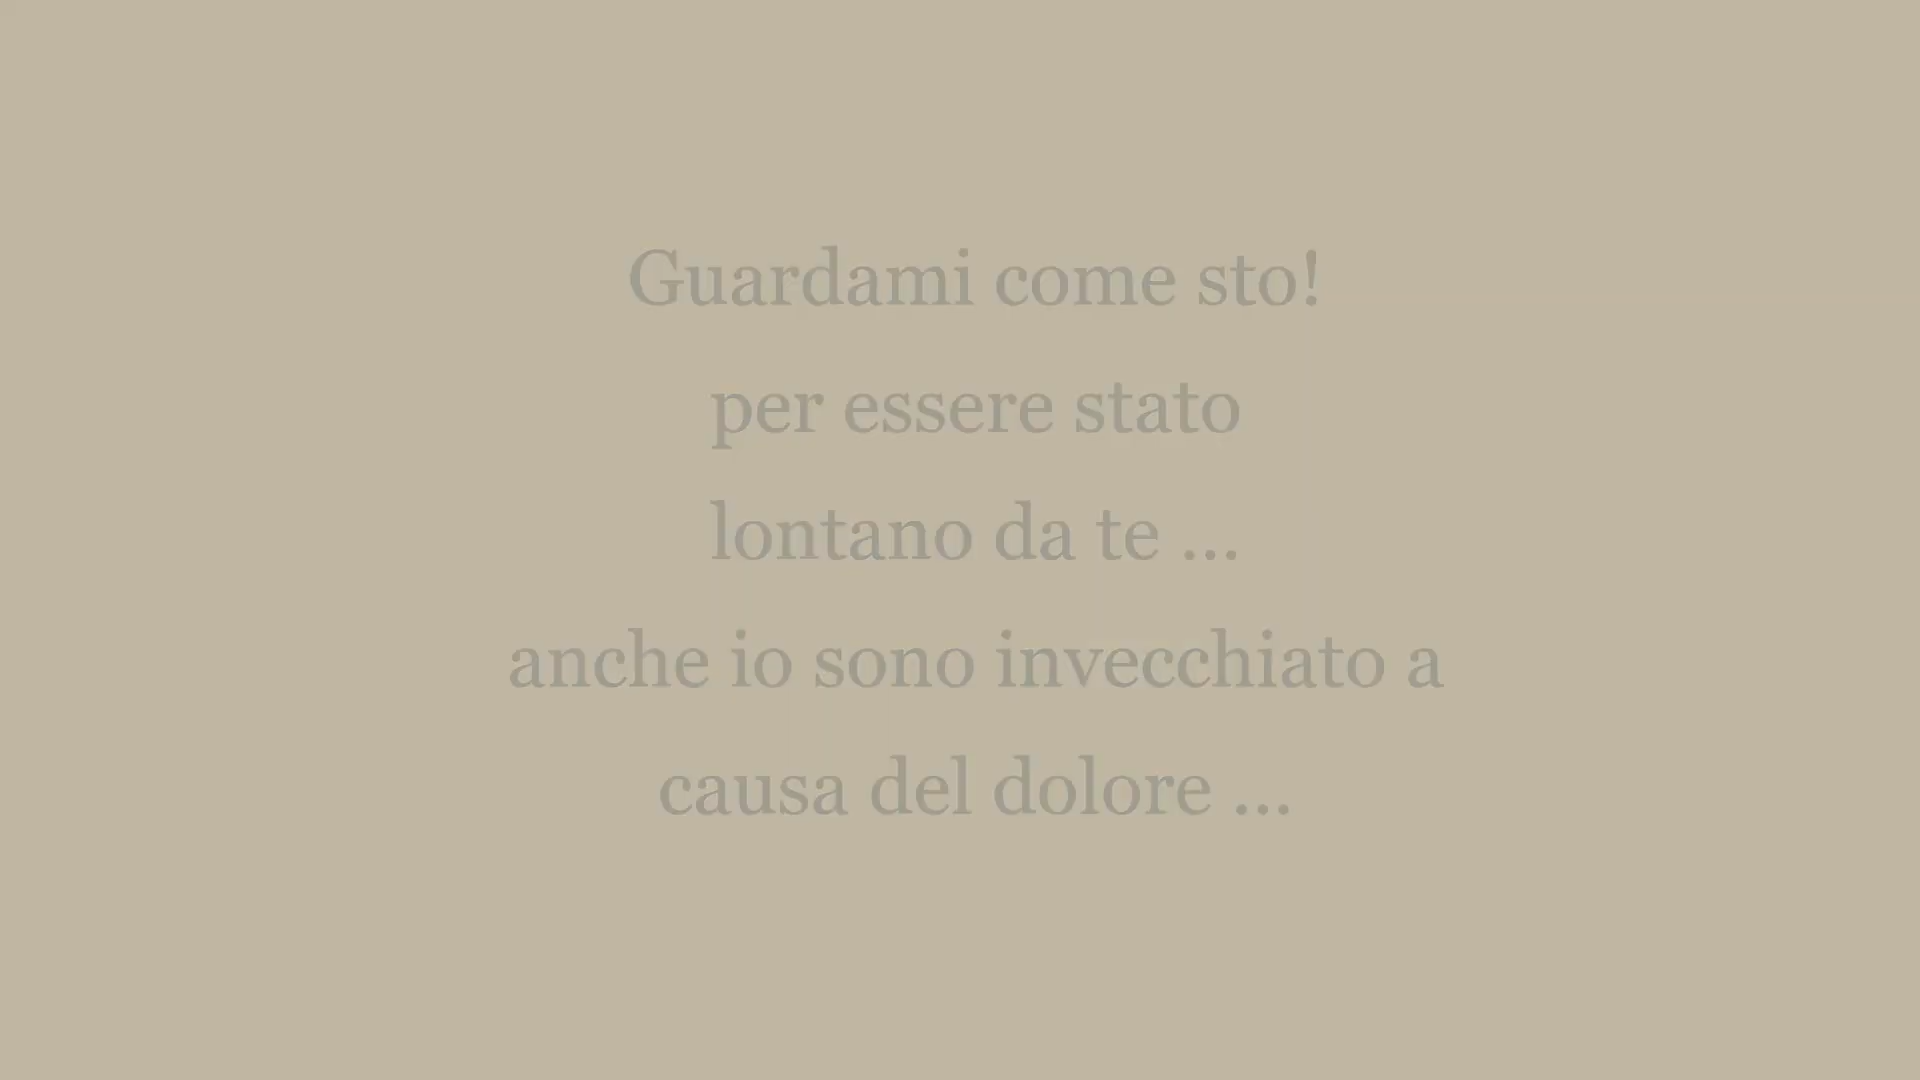 Guardami come sto!
per essere stato
lontano da te ...
anche io sono invecchiato a
causa del dolore ...